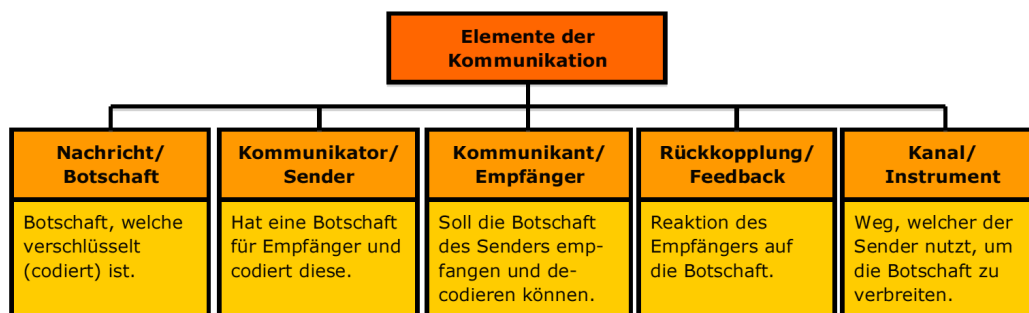 Elemente der
Kommunikation
Nachricht/
Botschaft
Botschaft, welche
verschlüsselt
(codiert) ist.
Kommunikator/
Sender
Hat eine Botschaft
für Empfänger und
codiert diese.
Kommunikant/
Empfänger
Soll die Botschaft
des Senders emp-
fangen und de-
codieren können.
Rückkopplung/
Feedback
Reaktion des
Empfängers auf
die Botschaft.
Kanal/
Instrument
Weg, welcher der
Sender nutzt, um
die Botschaft zu
verbreiten.